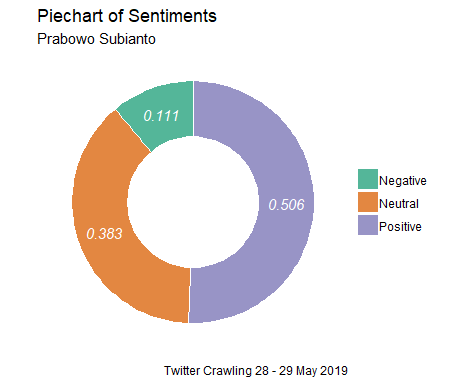 Piechart of Sentiments
Prabowo Subianto
0.111
0.506
0.383
Negative
Neutral
Positive
Twitter Crawling 28 - 29 May 2019